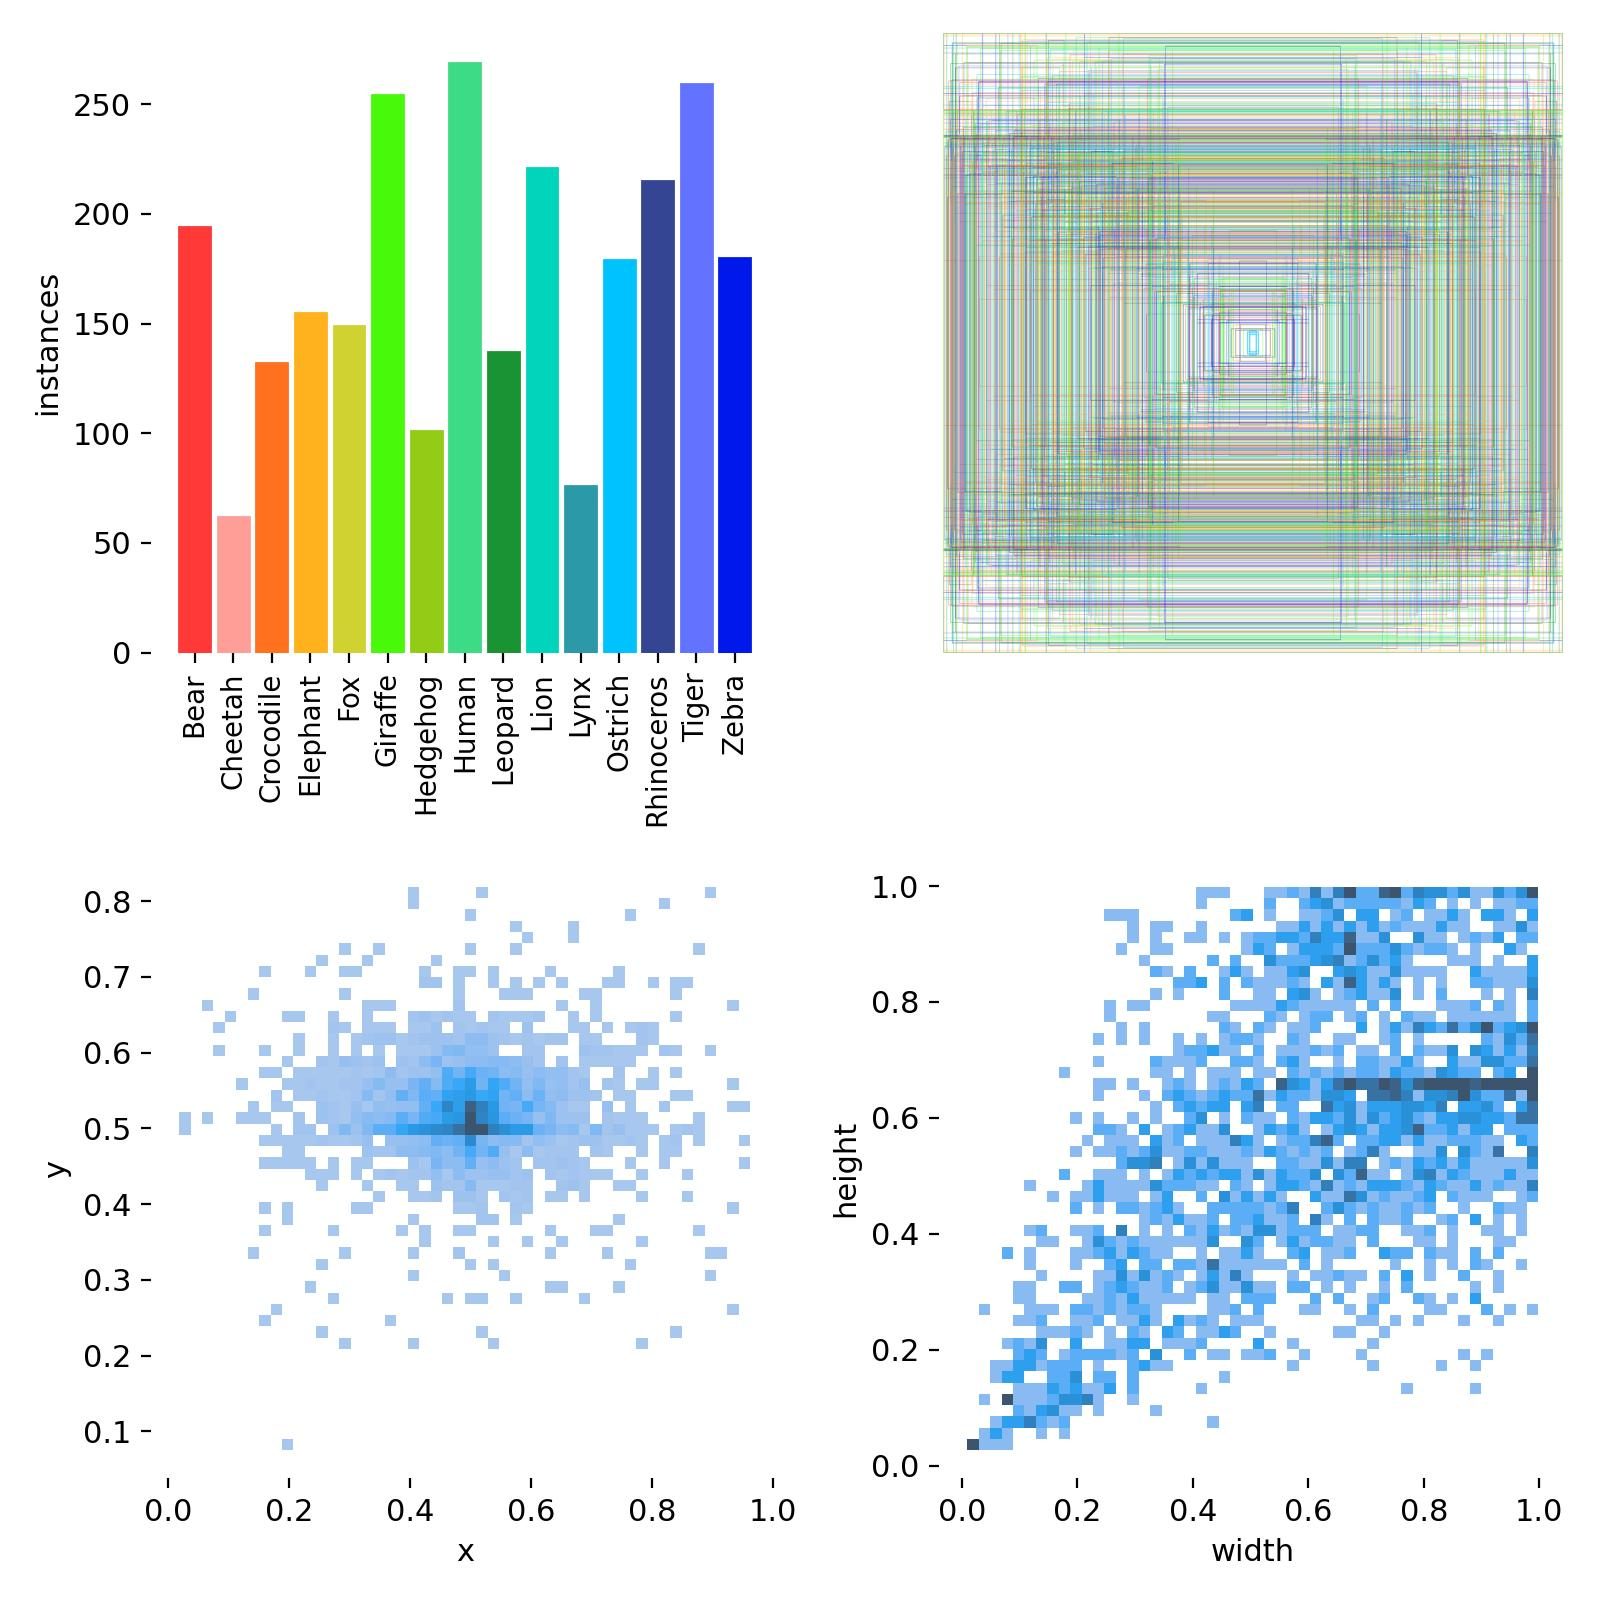 250
200
150
100
50
0
instances
Bear
Cheetah
Crocodile
Elephant
Fox
Giraffe
Hedgehog
Human
Leopard
Lion
Lynx
Ostrich
Rhinoceros
Tiger
Zebra
0.8
0.7
0.6
0.5
0.4
0.3
0.2
0.1
y
0.0 0.2 0.4 0.6 0.8 1.0
x
1.0
0.8
0.6
0.4
0.2
0.0
height
0.0 0.2 0.4 0.6 0.8 1.0
width